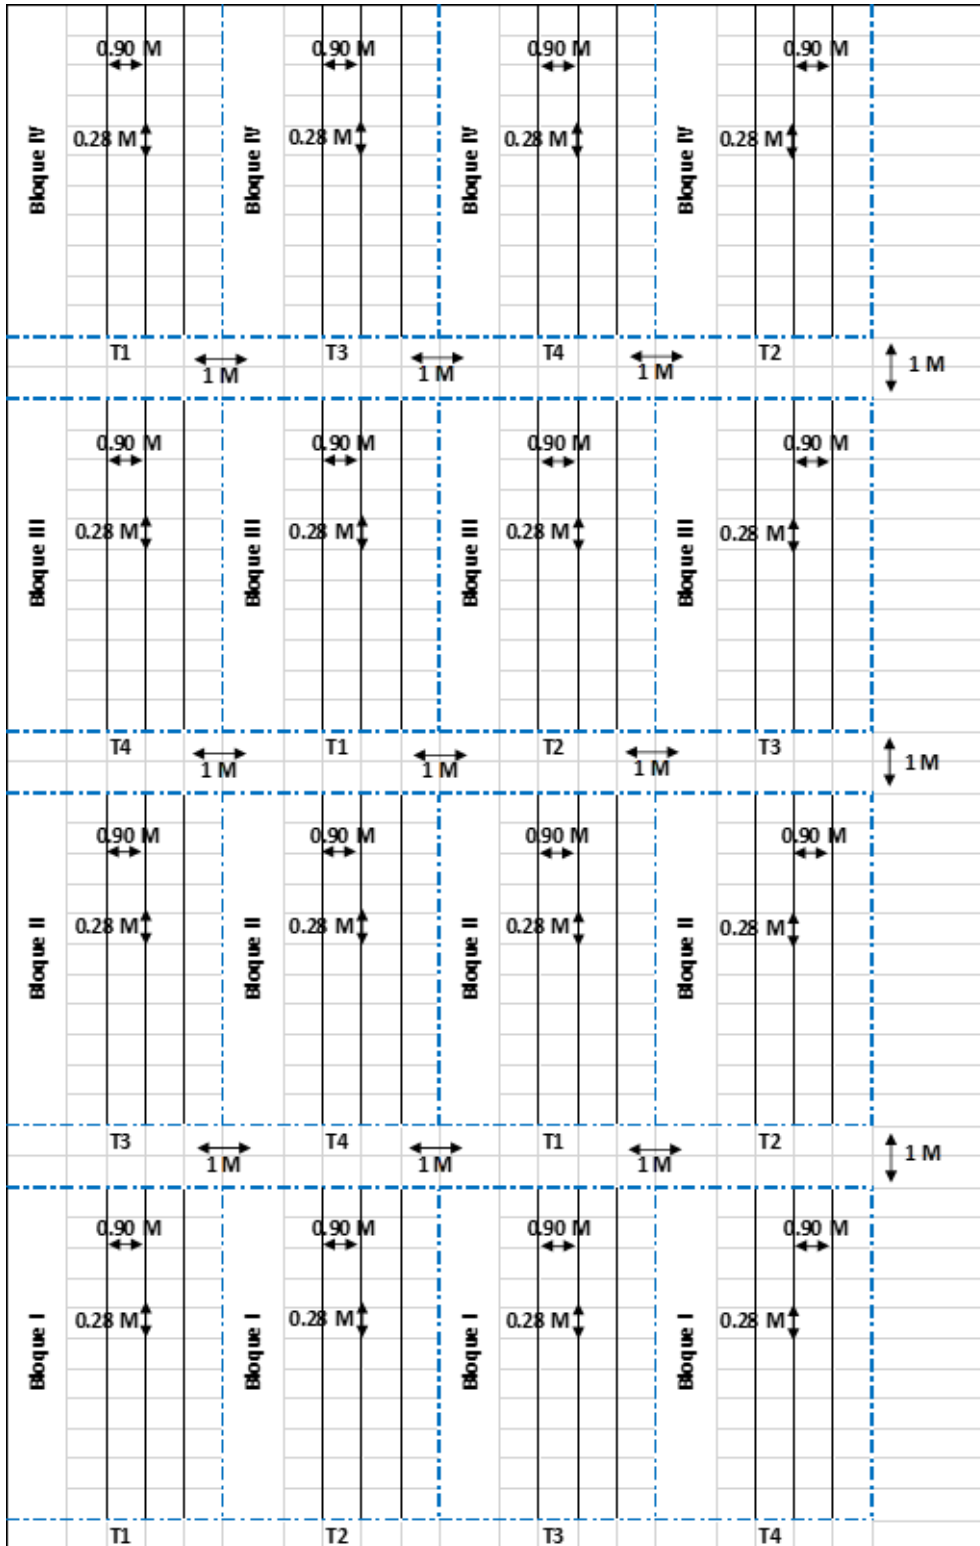 0.90 M 0.90 M 0.90 M 0.90 M
0.28 M 0.28 M 0.28 M 0.28 M
Bloque IV Bloque IV Bloque IV Bloque IV
T1 T3 T4 T2
1 M 1 M 1 M 1 M
0.90 M 0.90 M 0.90 M 0.90 M
0.28 M 0.28 M 0.28 M 0.28 M
Bloque III Bloque III Bloque III Bloque III
T4 T1 T2 T3
1 M 1 M 1 M 1 M
0.90 M 0.90 M 0.90 M 0.90 M
0.28 M 0.28 M 0.28 M 0.28 M
Bloque II Bloque II Bloque II Bloque II
T3 T4 T1 T2
1 M 1 M 1 M 1 M
0.90 M 0.90 M 0.90 M 0.90 M
0.28 M 0.28 M 0.28 M 0.28 M
Bloque I Bloque I Bloque I Bloque I
T1 T2 T3 T4